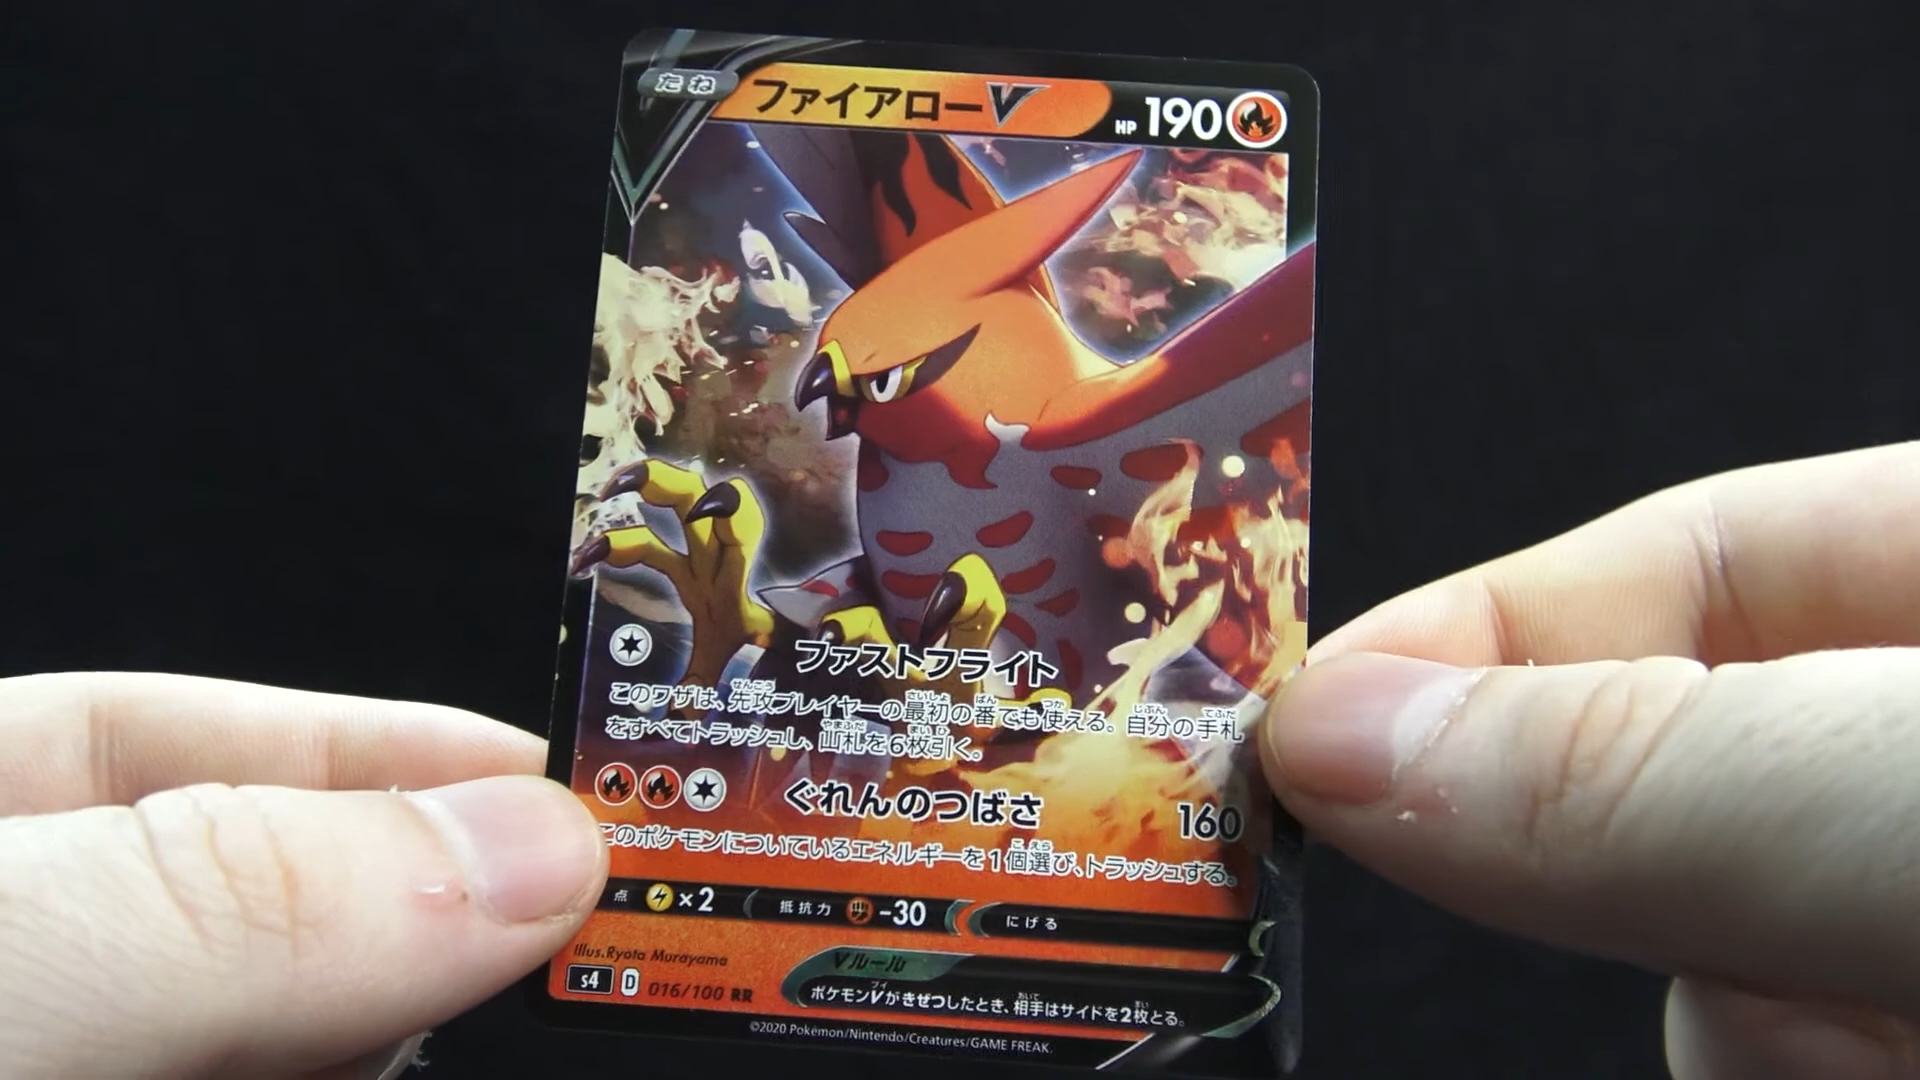 たね
ファイアローV
HP 190
ファストフライト
このワザは、先攻プレイヤーの最初の番でも使える。自分の手札
をすべてトラッシュし、山札を6枚引く。
ぐれんのつばさ 160
このポケモンについているエネルギーを1個選び、トラッシュする。
点 ×2 抵抗力 -30 にげる
Illus.Ryota Murayama
Vルール
s4 D 016/100 RR
ポケモンVがきぜつしたとき、相手はサイドを2枚とる。
©2020 Pokémon/Nintendo/Creatures/GAME FREAK.